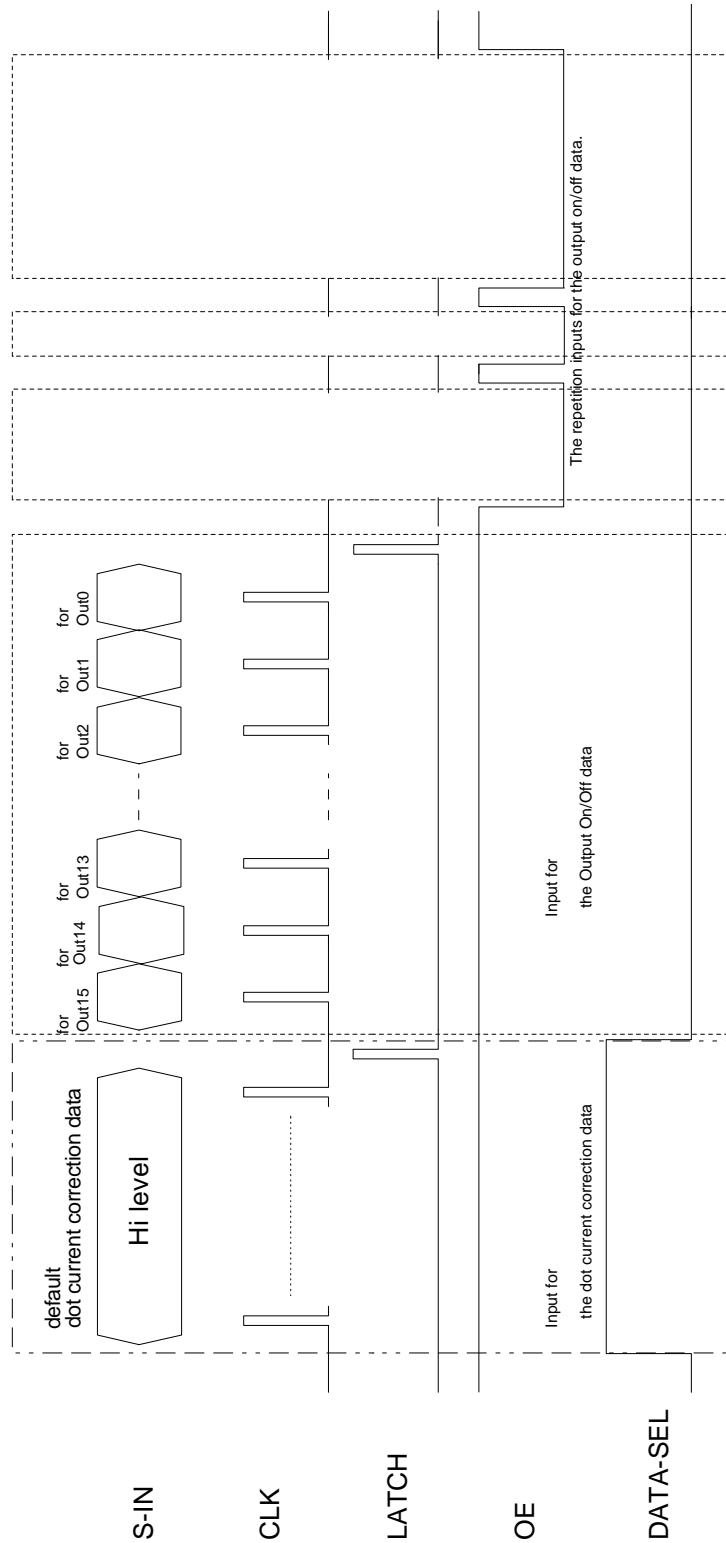 default
dot current correction data
Hi level
for
Out15
for
Out14
for
Out13
for
Out2
for
Out1
for
Out0
S-IN
CLK
LATCH
OE
DATA-SEL
Input for
the dot current correction data
Input for
the Output On/Off data
The repetition inputs for the output on/off data.